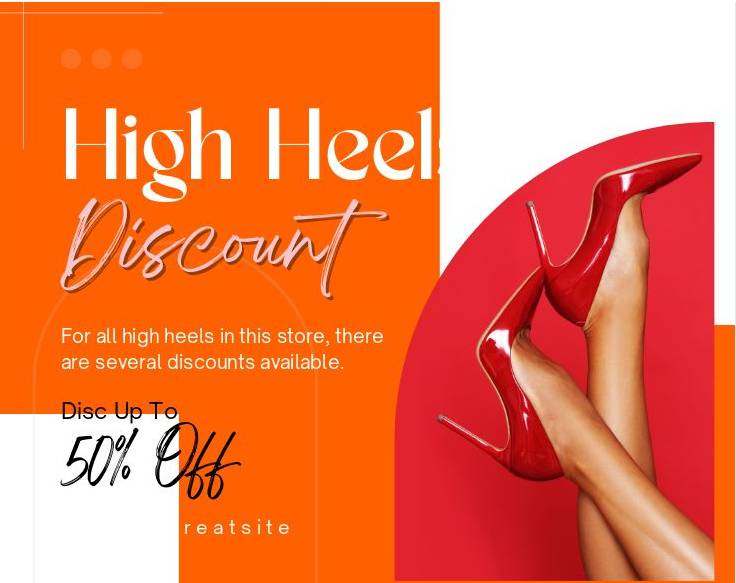 High Heels
Discount
For all high heels in this store, there
are several discounts available.
Disc Up To
50% Off
reatsite